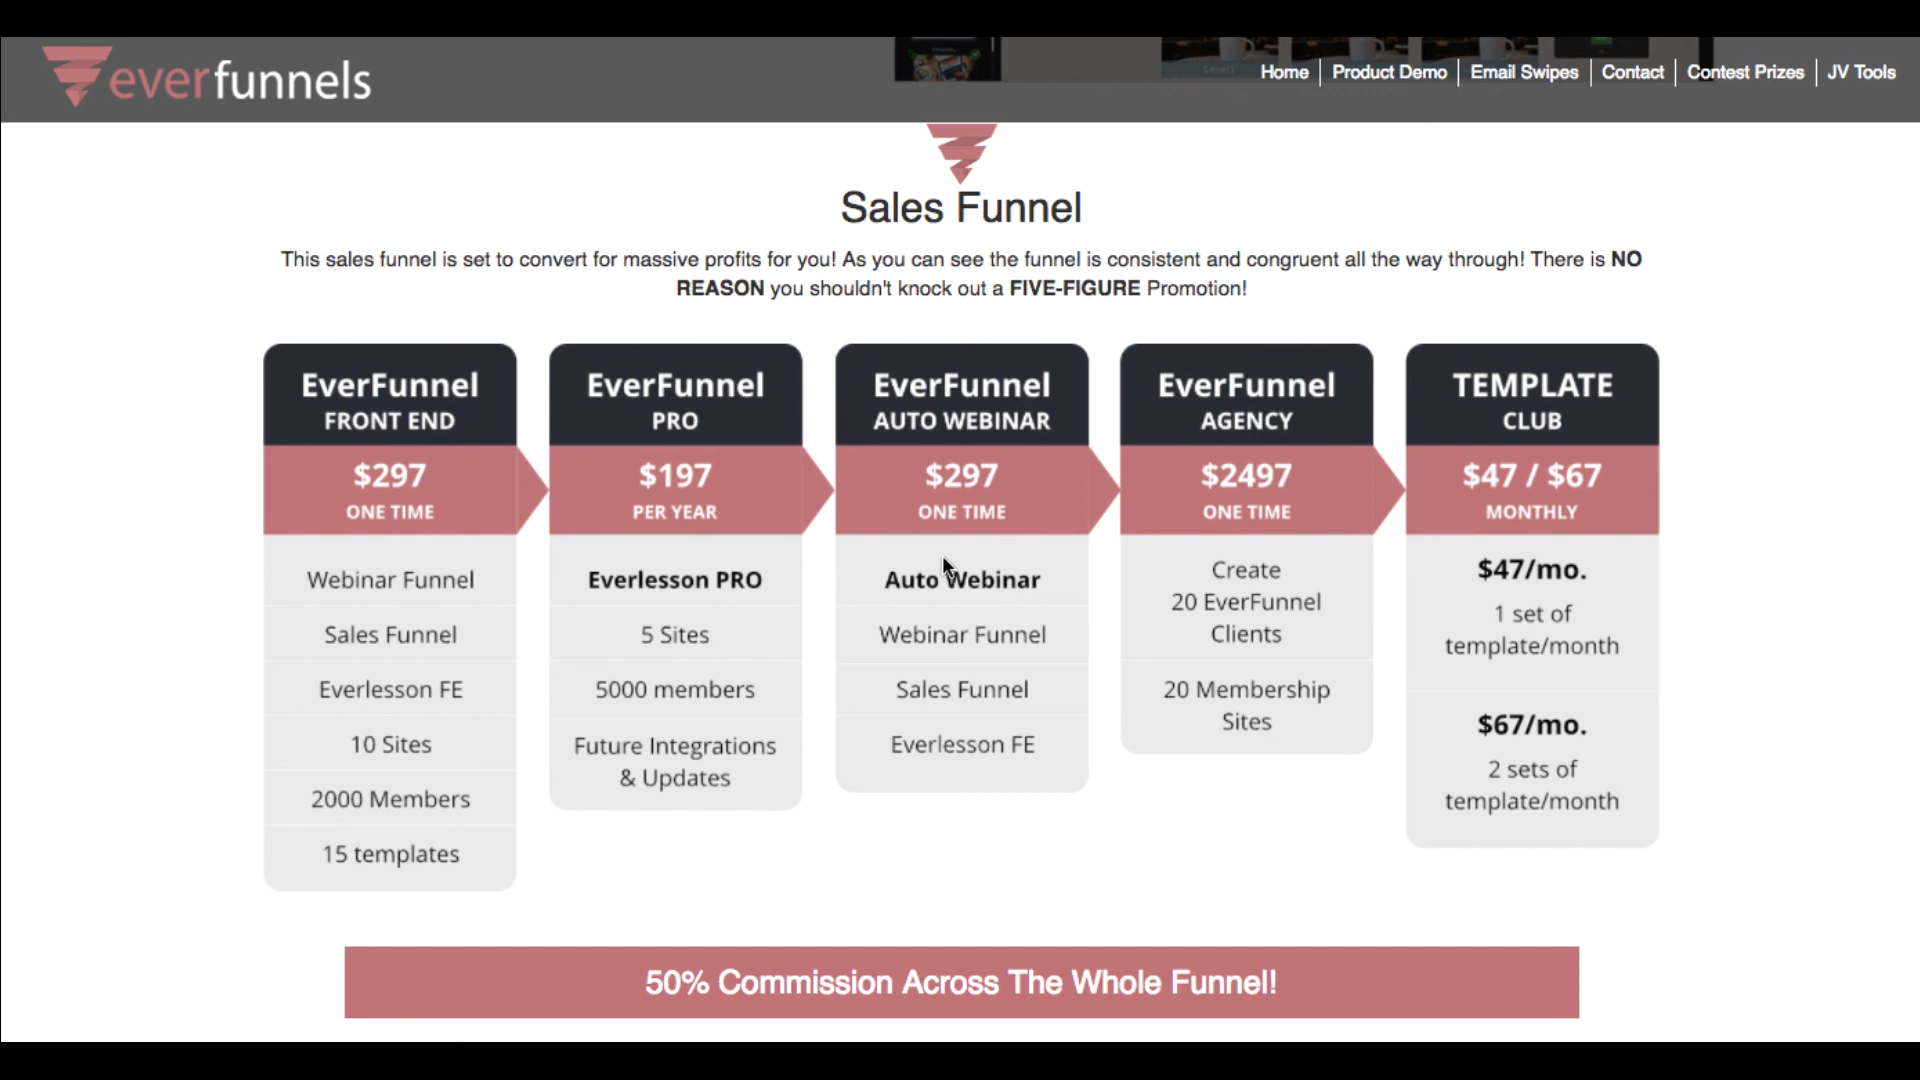 everfunnels
Home
Product Demo
Email Swipes
Contact
Contest Prizes
JV Tools
Sales Funnel
This sales funnel is set to convert for massive profits for you! As you can see the funnel is consistent and congruent all the way through! There is NO
REASON you shouldn't knock out a FIVE-FIGURE Promotion!
EverFunnel
FRONT END
$297
ONE TIME
Webinar Funnel
Sales Funnel
Everlesson FE
10 Sites
2000 Members
15 templates
EverFunnel
PRO
$197
PER YEAR
Everlesson PRO
5 Sites
5000 members
Future Integrations
& Updates
EverFunnel
AUTO WEBINAR
$297
ONE TIME
Auto Webinar
Webinar Funnel
Sales Funnel
Everlesson FE
EverFunnel
AGENCY
$2497
ONE TIME
Create
20 EverFunnel
Clients
20 Membership
Sites
TEMPLATE
CLUB
$47 / $67
MONTHLY
$47/mo.
1 set of
template/month
$67/mo.
2 sets of
template/month
50% Commission Across The Whole Funnel!